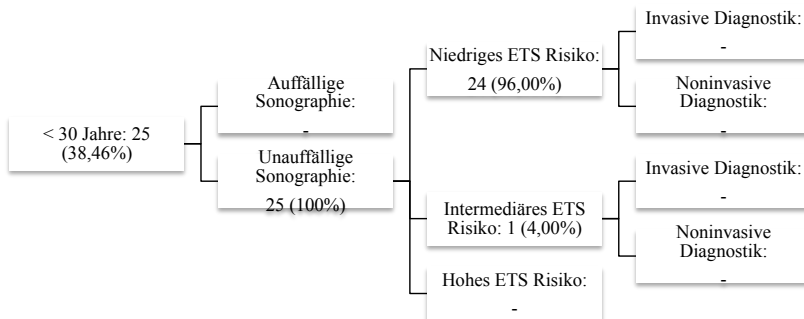 < 30 Jahre: 25
(38,46%)
Auffällige
Sonographie:
-
Unauffällige
Sonographie:
25 (100%)
Niedriges ETS Risiko:
24 (96,00%)
Invasive Diagnostik:
-
Noninvasive
Diagnostik:
-
Intermediäres ETS
Risiko: 1 (4,00%)
Invasive Diagnostik:
-
Noninvasive
Diagnostik:
-
Hohes ETS Risiko:
-